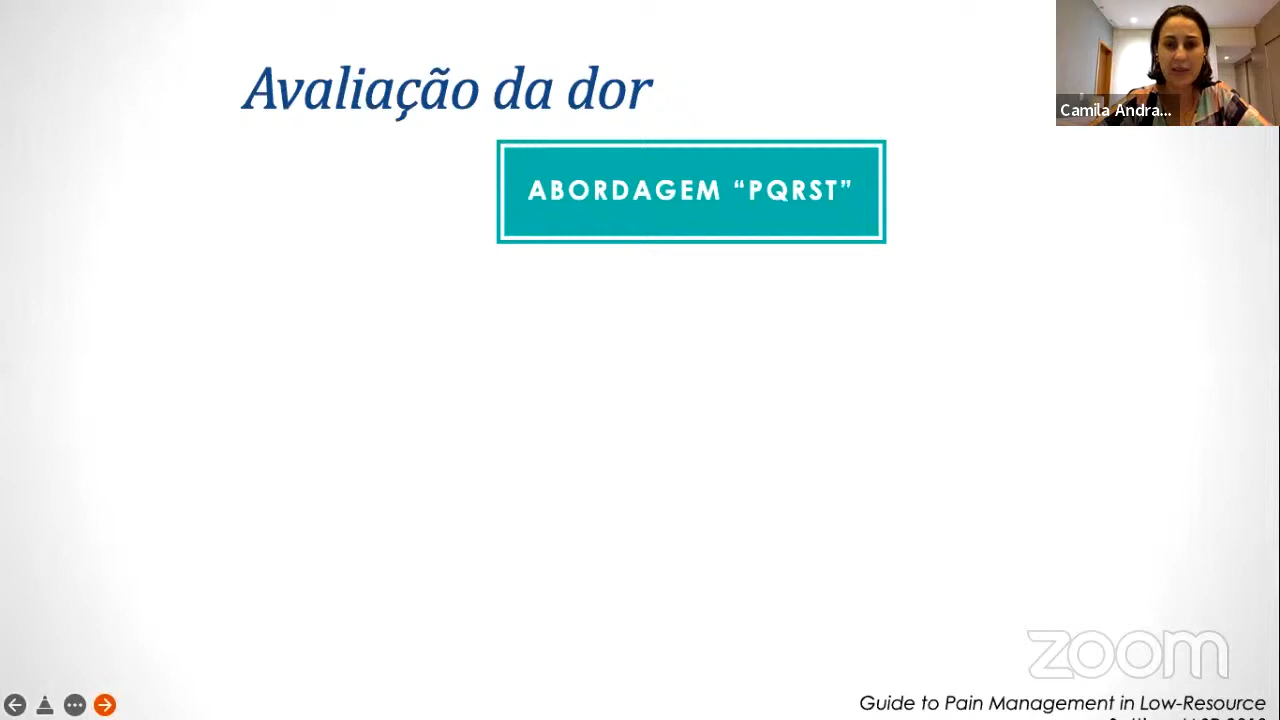 Avaliação da dor
Camila Andra...
ABORDAGEM “PQRST”
zoom
Guide to Pain Management in Low-Resource